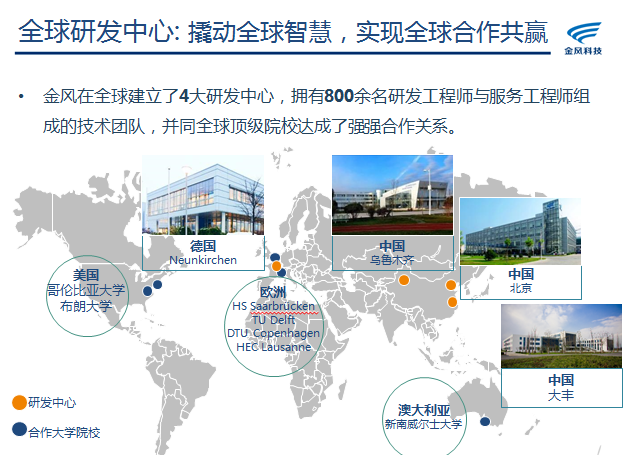 全球研发中心: 撬动全球智慧，实现全球合作共赢
金风科技
• 金风在全球建立了4大研发中心，拥有800余名研发工程师与服务工程师组
成的技术团队，并同全球顶级院校达成了强强合作关系。
德国
Neunkirchen
中国
乌鲁木齐
中国
北京
美国
哥伦比亚大学
布朗大学
欧洲
HS Saarbrücken
TU Delft
DTU Copenhagen
HEC Lausanne
中国
大丰
澳大利亚
新南威尔士大学
研发中心
合作大学院校